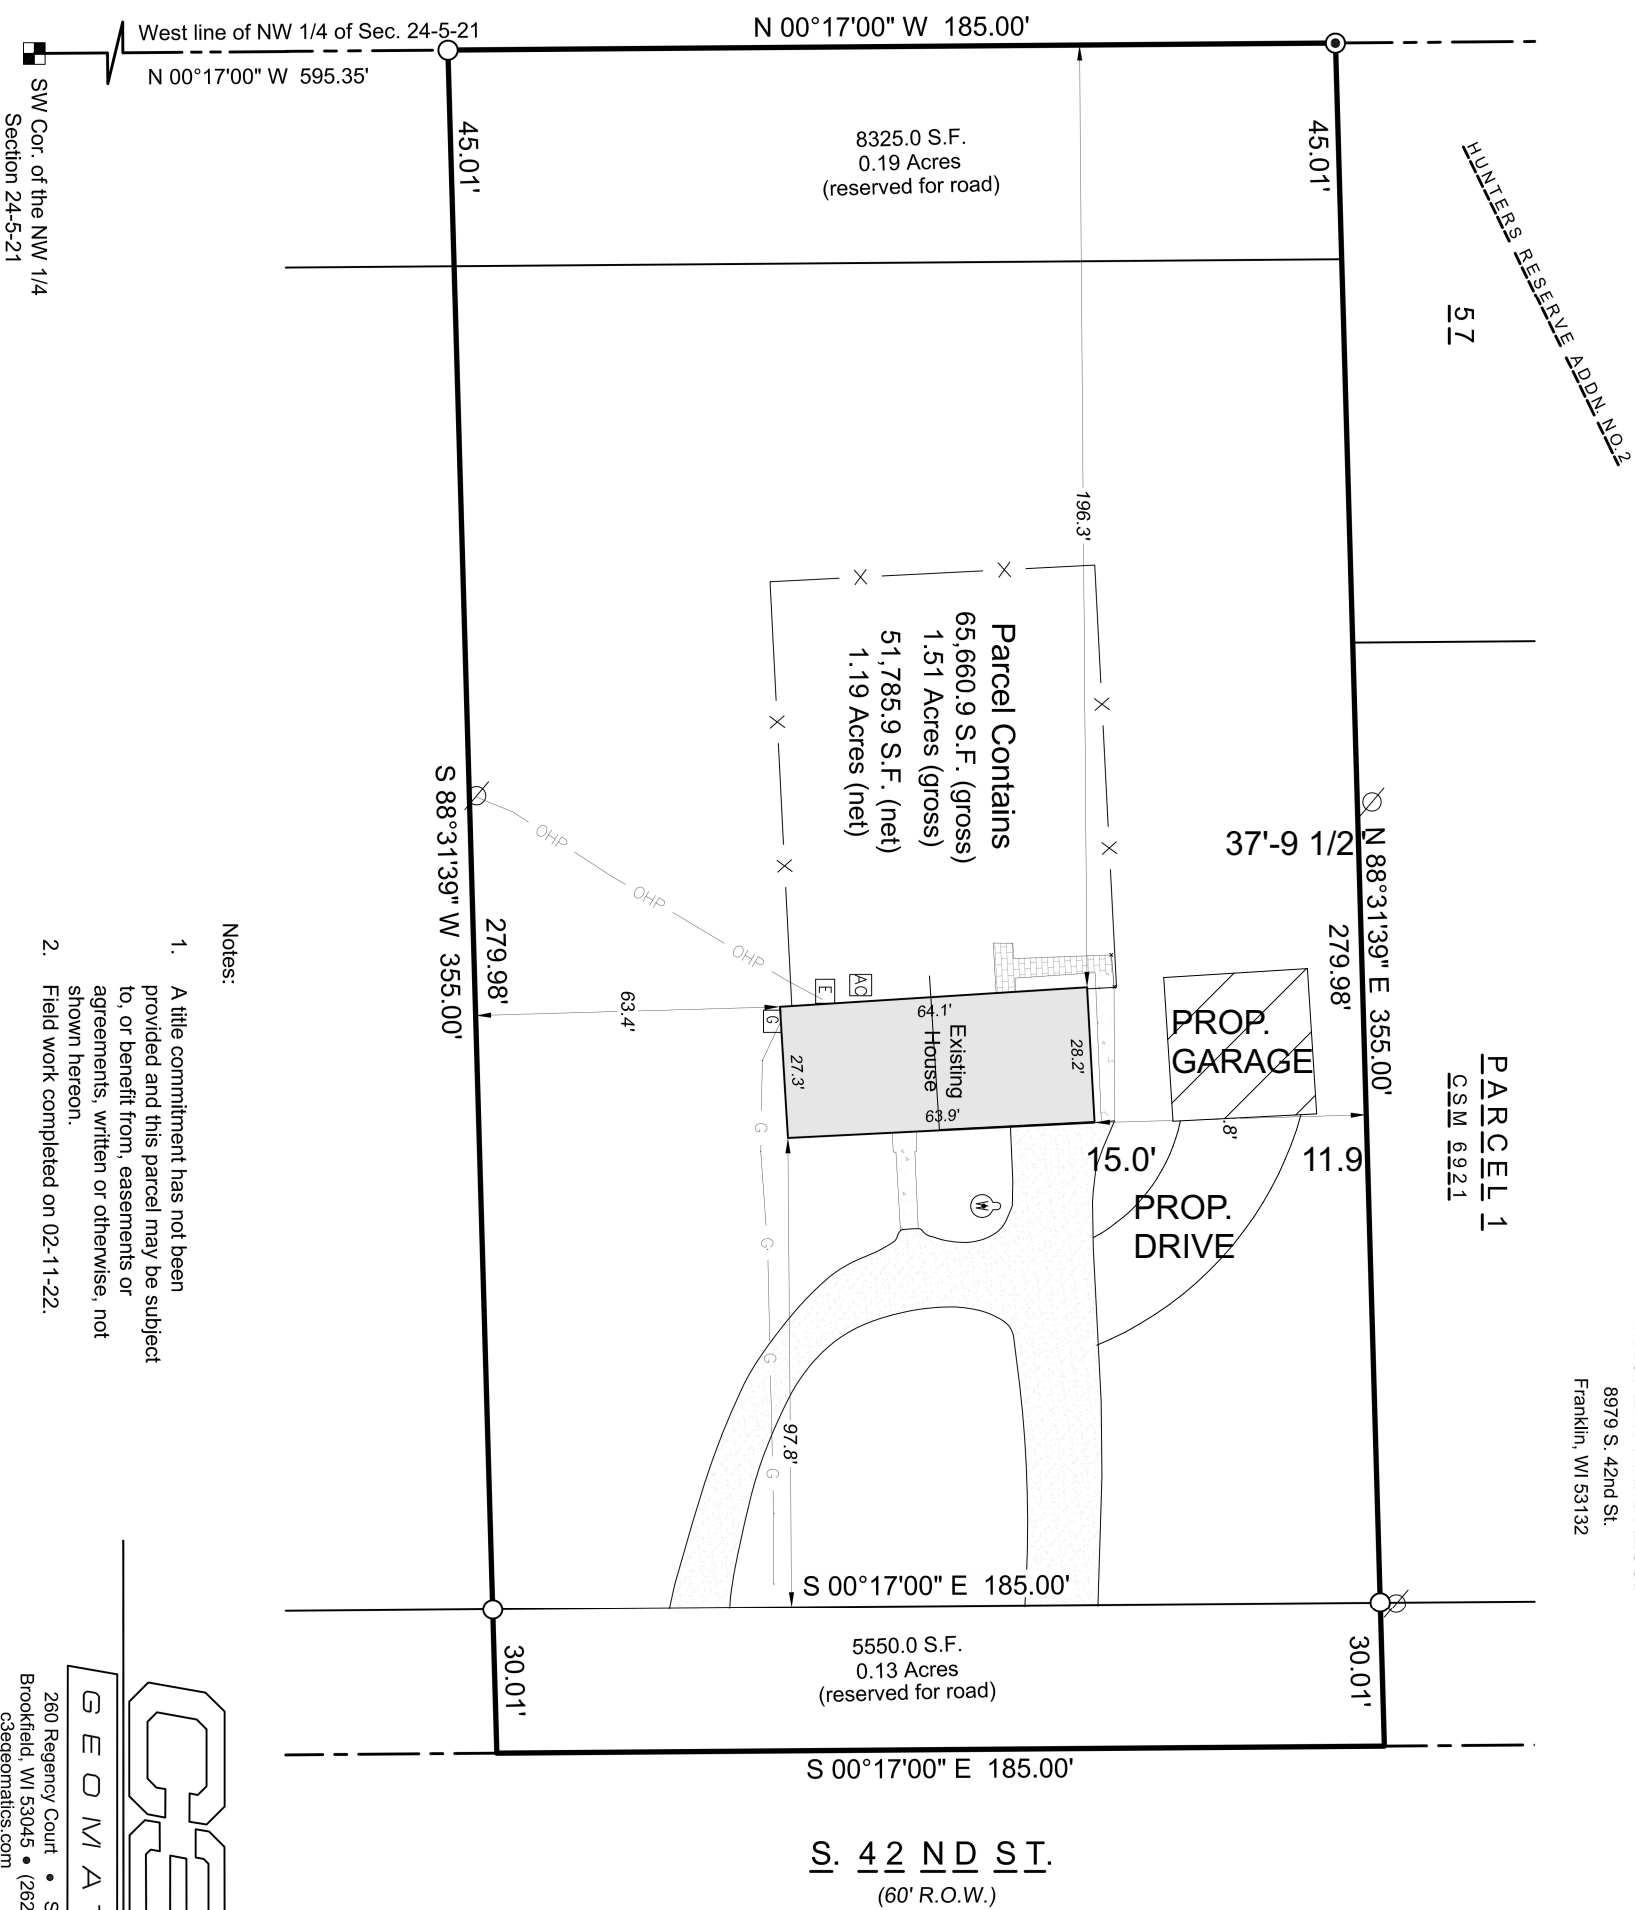 West line of NW 1/4 of Sec. 24-5-21
N 00°17'00" W  595.35'
N 00°17'00" W  185.00'
SW Cor. of the NW 1/4
Section 24-5-21
45.01'
45.01'
8325.0 S.F.
0.19 Acres
(reserved for road)
HUNTERS RESERVE ADDN. NO.2
57
196.3'
X
X
X
X
X
X
Parcel Contains
65,660.9 S.F. (gross)
1.51 Acres (gross)
51,785.9 S.F. (net)
1.19 Acres (net)
37'-9 1/2"
N 88°31'39" E  355.00'
279.98'
S 88°31'39" W  355.00'
279.98'
OHP
OHP
OHP
E
AC
G
63.4'
64.1'
Existing
House
63.9'
27.3'
28.2'
PROP.
GARAGE
.8'
15.0'
11.9
PROP.
DRIVE
W
G
G
G
G
97.8'
PARCEL 1
CSM 6921
8979 S. 42nd St.
Franklin, WI 53132
Notes:
1. A title commitment has not been
provided and this parcel may be subject
to, or benefit from, easements or
agreements, written or otherwise, not
shown hereon.
2. Field work completed on 02-11-22.
S 00°17'00" E  185.00'
30.01'
30.01'
5550.0 S.F.
0.13 Acres
(reserved for road)
S 00°17'00" E  185.00'
S. 42ND ST.
(60' R.O.W.)
GEOMA
260 Regency Court • S
Brookfield, WI 53045 • (262
c3egeomatics.com